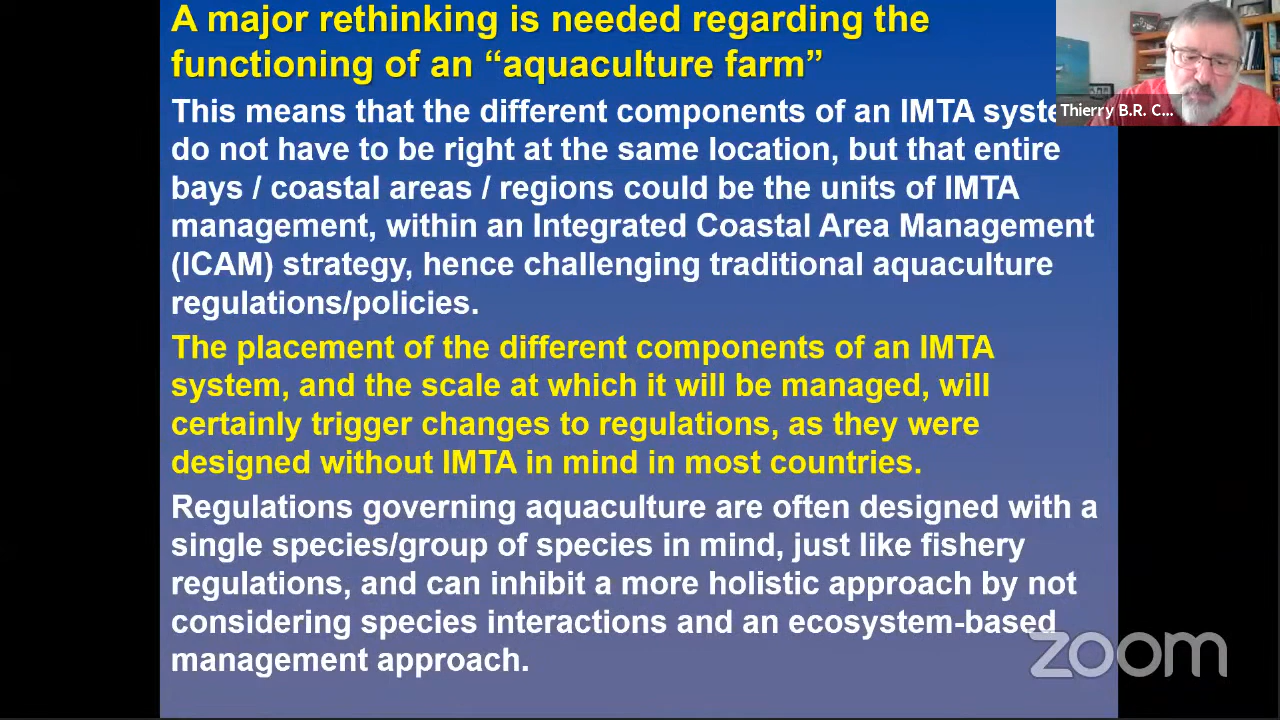 A major rethinking is needed regarding the
functioning of an “aquaculture farm”
This means that the different components of an IMTA
do not have to be right at the same location, but that entire
bays / coastal areas / regions could be the units of IMTA
management, within an Integrated Coastal Area Management
(ICAM) strategy, hence challenging traditional aquaculture
regulations/policies.
The placement of the different components of an IMTA
system, and the scale at which it will be managed, will
certainly trigger changes to regulations, as they were
designed without IMTA in mind in most countries.
Regulations governing aquaculture are often designed with a
single species/group of species in mind, just like fishery
regulations, and can inhibit a more holistic approach by not
considering species interactions and an ecosystem-based
management approach.
Thierry B.R. C...
zoom